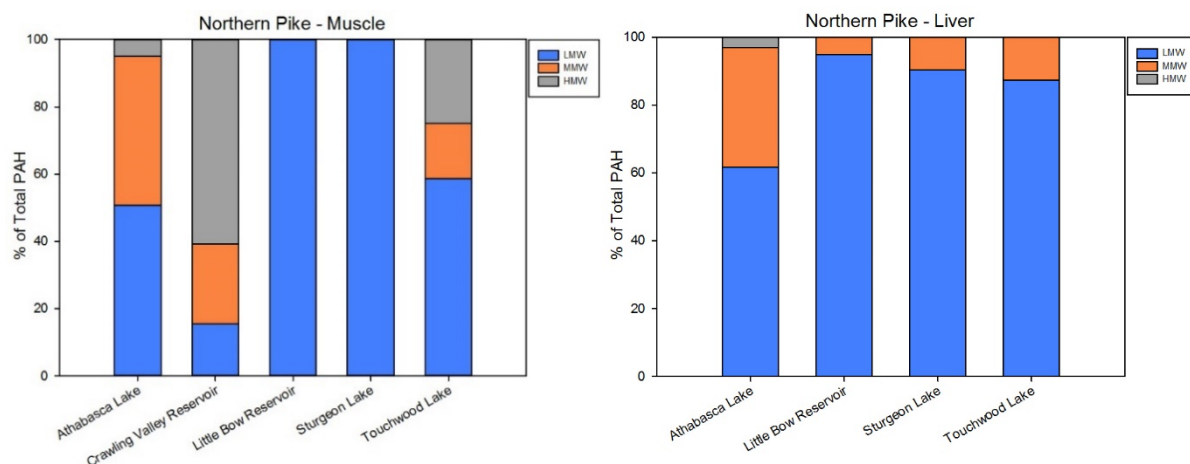 Northern Pike - Muscle
% of Total PAH
100
80
60
40
20
0
LMW
MMW
HMW
Athabasca Lake
Crawling Valley Reservoir
Little Bow Reservoir
Sturgeon Lake
Touchwood Lake
Northern Pike - Liver
% of Total PAH
100
80
60
40
20
0
LMW
MMW
HMW
Athabasca Lake
Little Bow Reservoir
Sturgeon Lake
Touchwood Lake